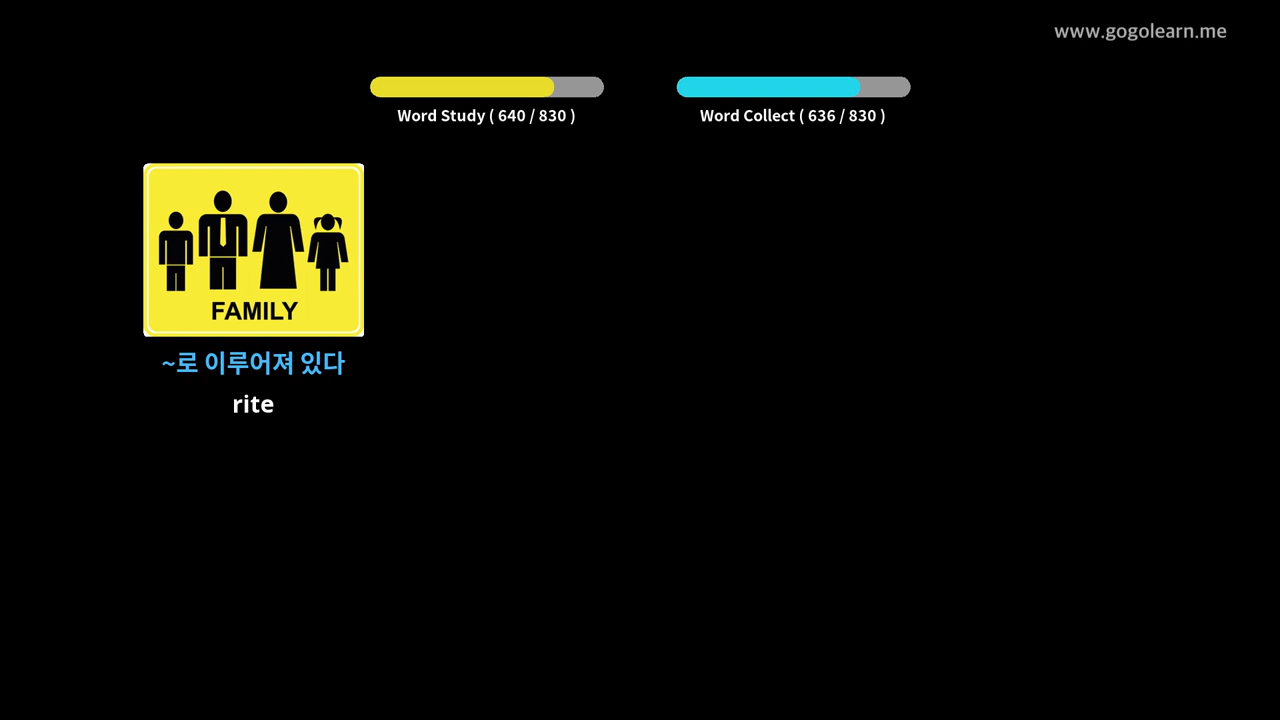 www.gogolearn.me
Word Study ( 640 / 830 )
Word Collect ( 636 / 830 )
FAMILY
~로 이루어져 있다
rite